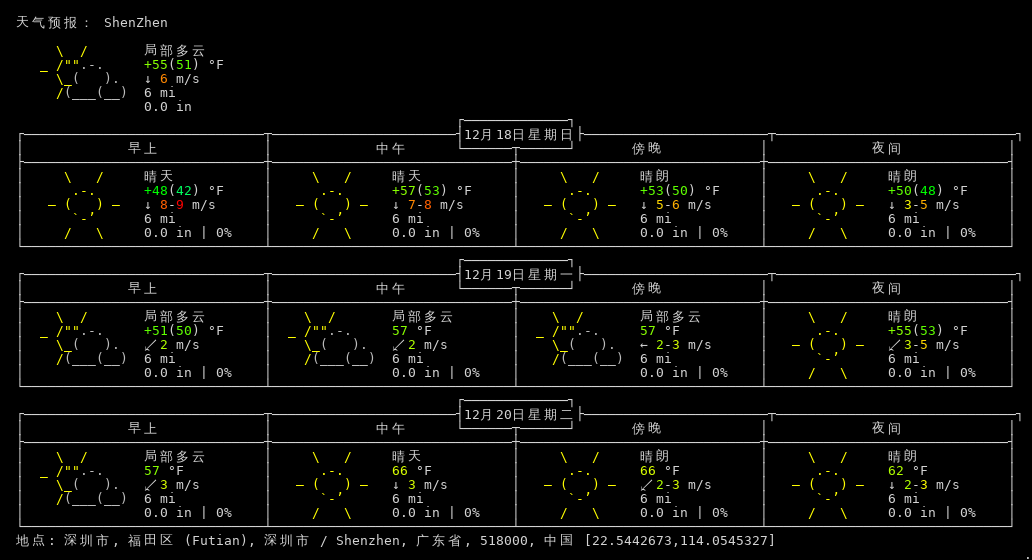 天气预报： ShenZhen
局部多云
+55(51) °F
↓ 6 m/s
6 mi
0.0 in
12月18日星期日
早上 中午 傍晚 夜间
晴天 晴天 晴朗 晴朗
+48(42) °F +57(53) °F +53(50) °F +50(48) °F
↓ 8-9 m/s ↓ 7-8 m/s ↓ 5-6 m/s ↓ 3-5 m/s
6 mi 6 mi 6 mi 6 mi
0.0 in | 0% 0.0 in | 0% 0.0 in | 0% 0.0 in | 0%
12月19日星期一
早上 中午 傍晚 夜间
局部多云 局部多云 局部多云 晴朗
+51(50) °F 57 °F 57 °F +55(53) °F
↙ 2 m/s ↙ 2 m/s ← 2-3 m/s ↙ 3-5 m/s
6 mi 6 mi 6 mi 6 mi
0.0 in | 0% 0.0 in | 0% 0.0 in | 0% 0.0 in | 0%
12月20日星期二
早上 中午 傍晚 夜间
局部多云 晴天 晴朗 晴朗
57 °F 66 °F 66 °F 62 °F
↙ 3 m/s ↓ 3 m/s ↙ 2-3 m/s ↓ 2-3 m/s
6 mi 6 mi 6 mi 6 mi
0.0 in | 0% 0.0 in | 0% 0.0 in | 0% 0.0 in | 0%
地点: 深圳市, 福田区 (Futian), 深圳市 / Shenzhen, 广东省, 518000, 中国 [22.5442673,114.0545327]